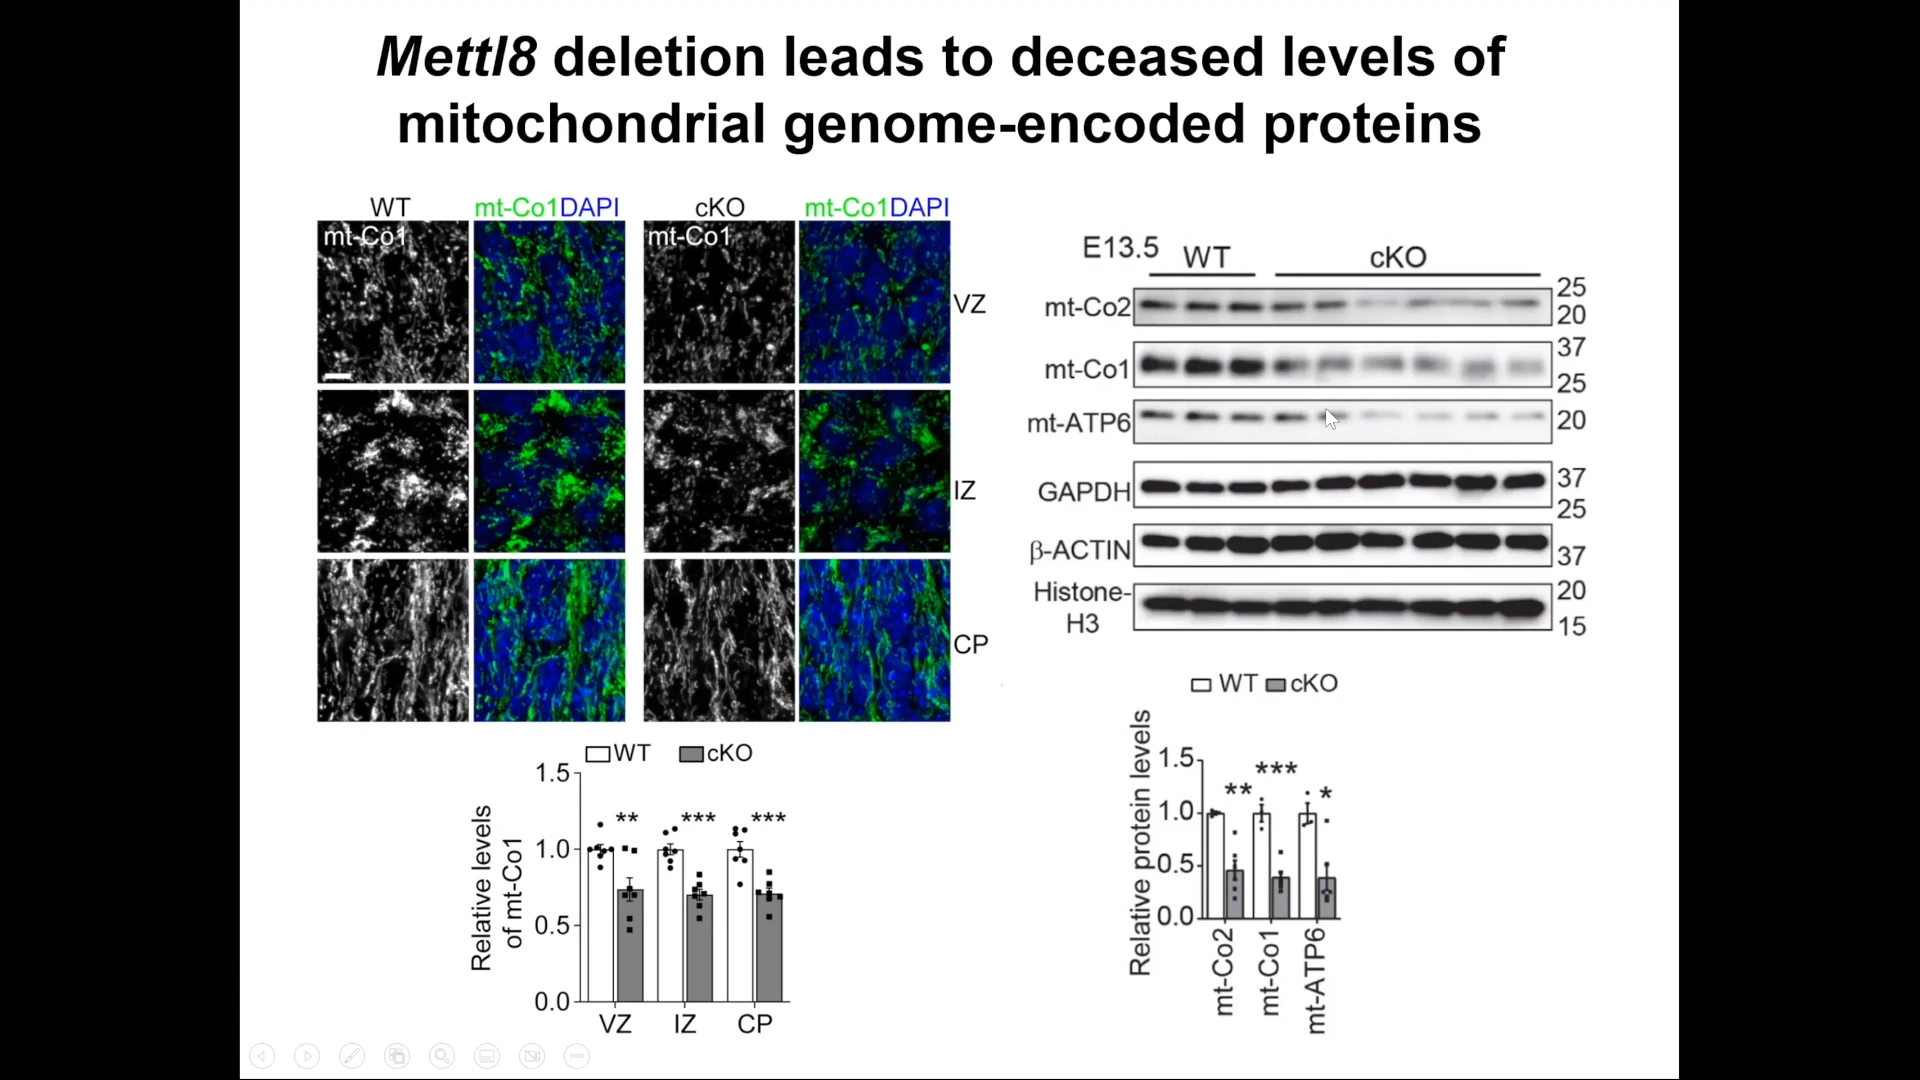 Mettl8 deletion leads to deceased levels of
mitochondrial genome-encoded proteins
WT
mt-Co1DAPI
cKO
mt-Co1DAPI
mt-Co1
mt-Co1
VZ
IZ
CP
WT
cKO
1.5
1.0
0.5
0.0
Relative levels
of mt-Co1
**
***
***
VZ
IZ
CP
E13.5
WT
cKO
mt-Co2
25
20
mt-Co1
37
25
mt-ATP6
20
GAPDH
37
25
β-ACTIN
37
Histone-
H3
20
15
WT
cKO
Relative protein levels
1.5
1.0
0.5
0.0
**
***
*
mt-Co2
mt-Co1
mt-ATP6